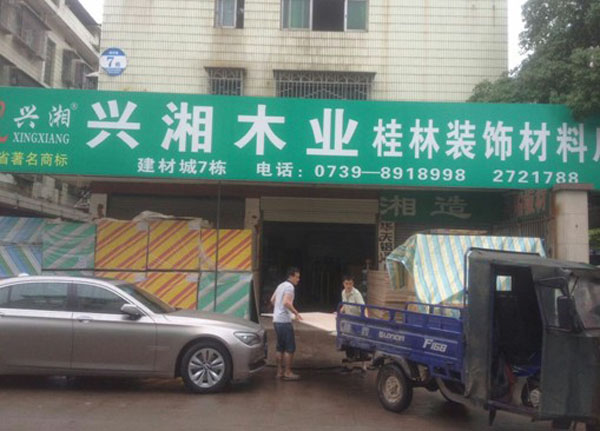 7栋
兴湘®
XINGXIANG
省著名商标
兴湘木业 桂林装饰材料
建材城7栋 电话：0739—8918998 2721788
湘造
F168